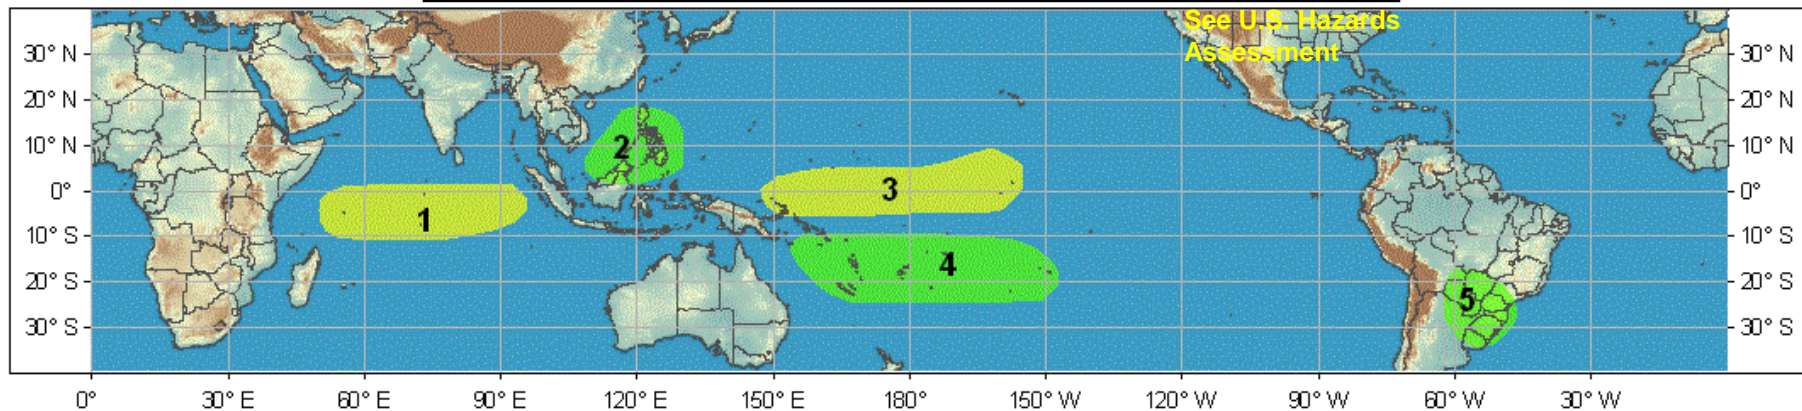 See U.S. Hazards
Assessment
30° N
30° N
20° N
20° N
10° N
2
10° N
0°
3
0°
1
10° S
4
10° S
20° S
5
20° S
30° S
30° S
0°
30° E
60° E
90° E
120° E
150° E
180°
150° W
120° W
90° W
60° W
30° W